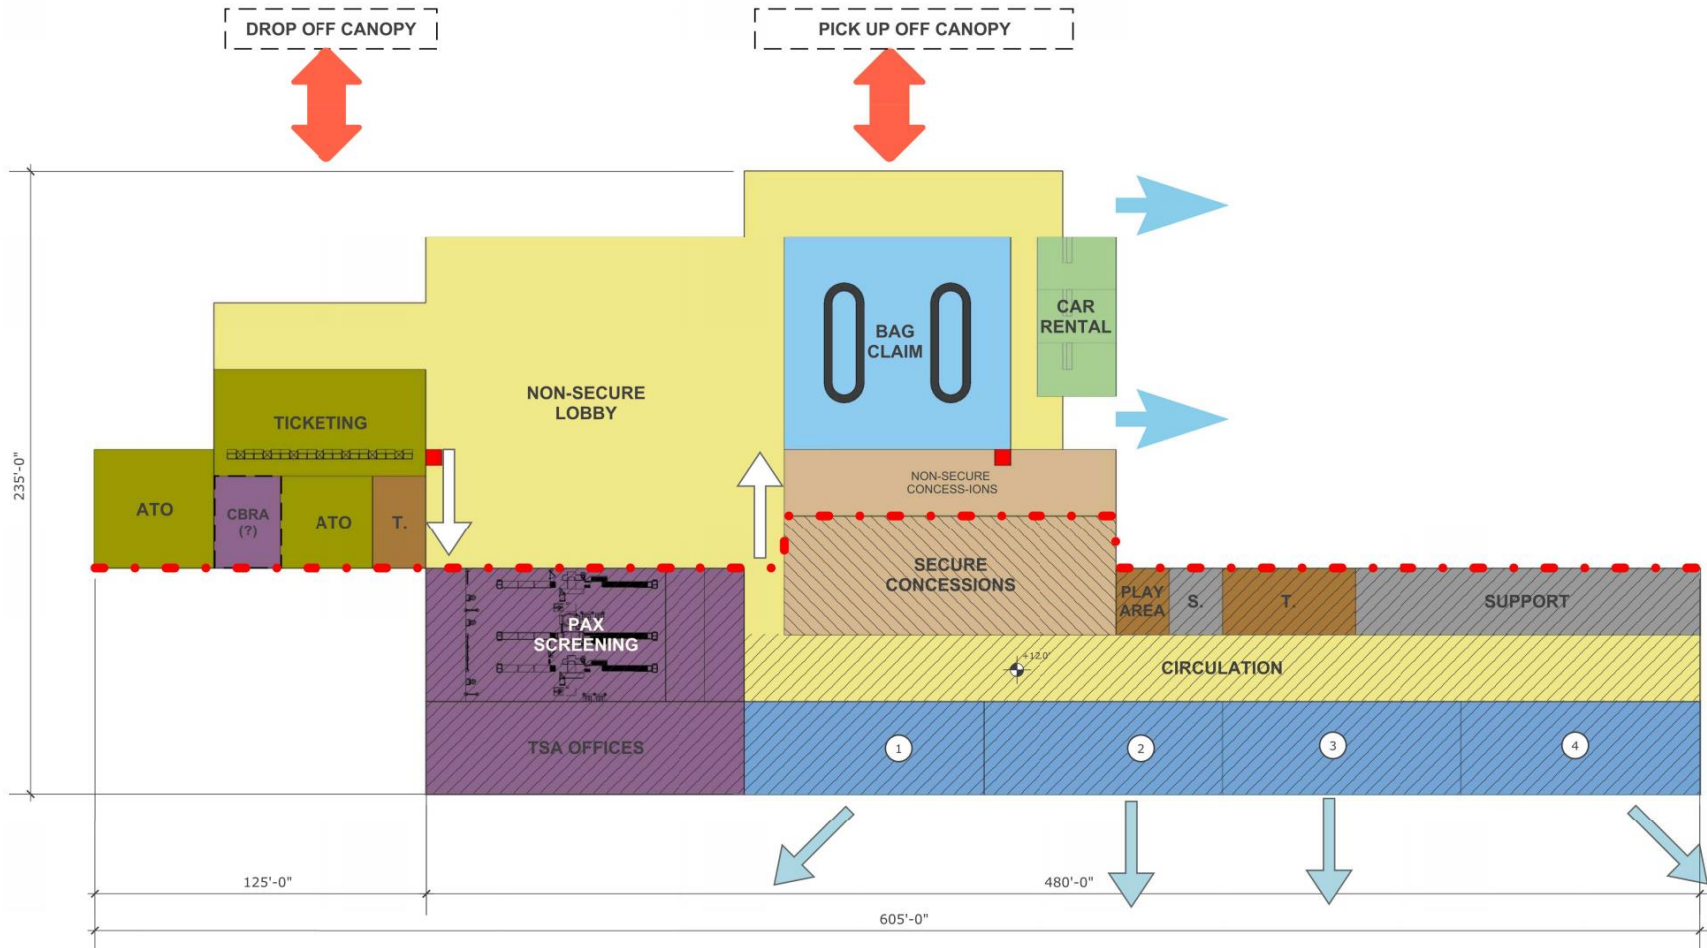 DROP OFF CANOPY
PICK UP OFF CANOPY
BAG
CLAIM
CAR
RENTAL
NON-SECURE
LOBBY
TICKETING
235'-0"
ATO
CBRA
(?)
ATO
T.
NON-SECURE
CONCESS-IONS
SECURE
CONCESSIONS
PLAY
AREA
S.
T.
SUPPORT
PAX
SCREENING
+12.0'
CIRCULATION
TSA OFFICES
1
2
3
4
125'-0"
480'-0"
605'-0"